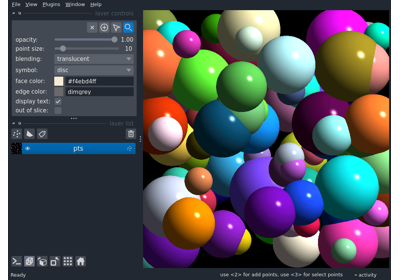 File View Plugins Window Help
layer controls
opacity: 1.00
point size: 10
blending: translucent
symbol: disc
face color: #f4ebd4ff
edge color: dimgrey
display text: ✓
out of slice:
layer list
pts
Ready use <2> for add points, use <3> for select points activity